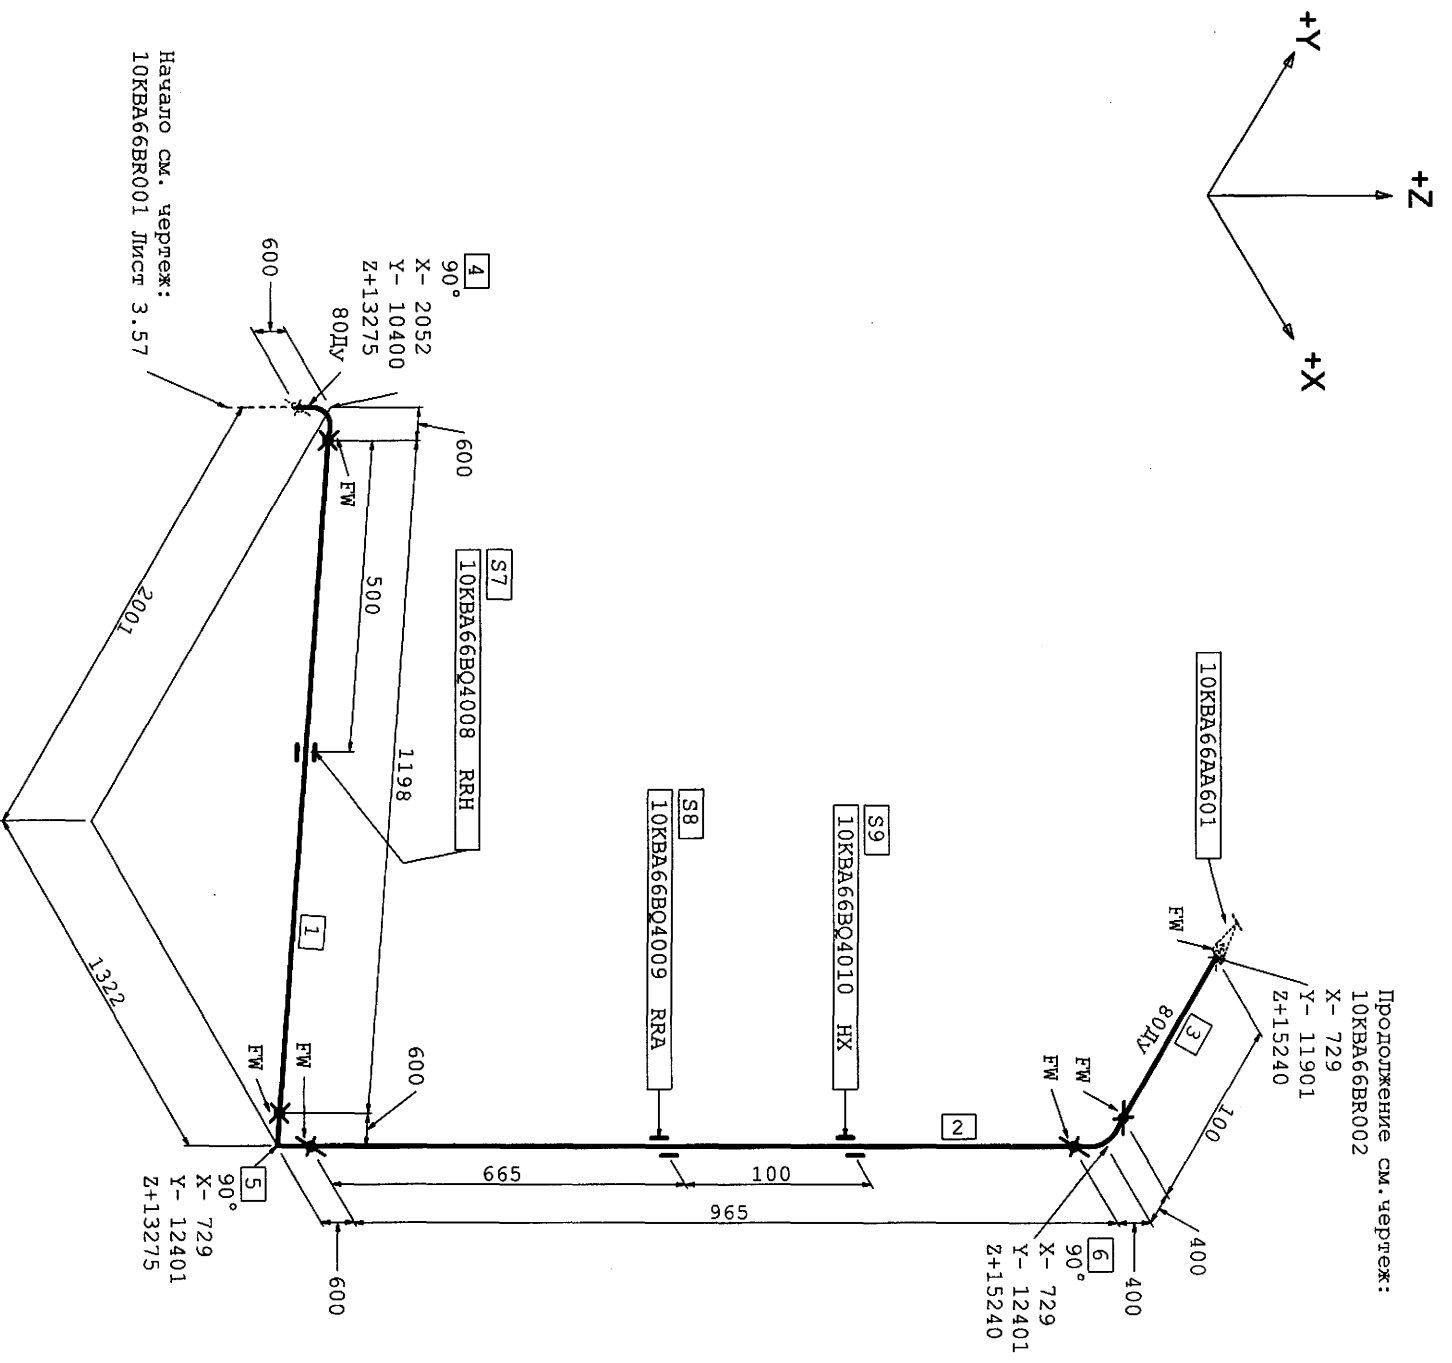 +Y
+Z
+X
Начало см. чертеж:
10KBA66BR001 Лист 3.57
600
4
90°
X- 2052
Y- 10400
Z+13275
80Ду
600
FW
500
1198
S7
10KBA66BQ4008 RRH
2001
1322
1
S8
10KBA66BQ4009 RRA
S9
10KBA66BQ4010 HX
10KBA66AA601
FW
Продолжение см.чертеж:
10KBA66BR002
X- 729
Y- 11901
Z+15240
80Ду
3
100
FW
FW
2
FW
FW
600
665
100
965
5
90°
X- 729
Y- 12401
Z+13275
600
6
90°
X- 729
Y- 12401
Z+15240
400
400